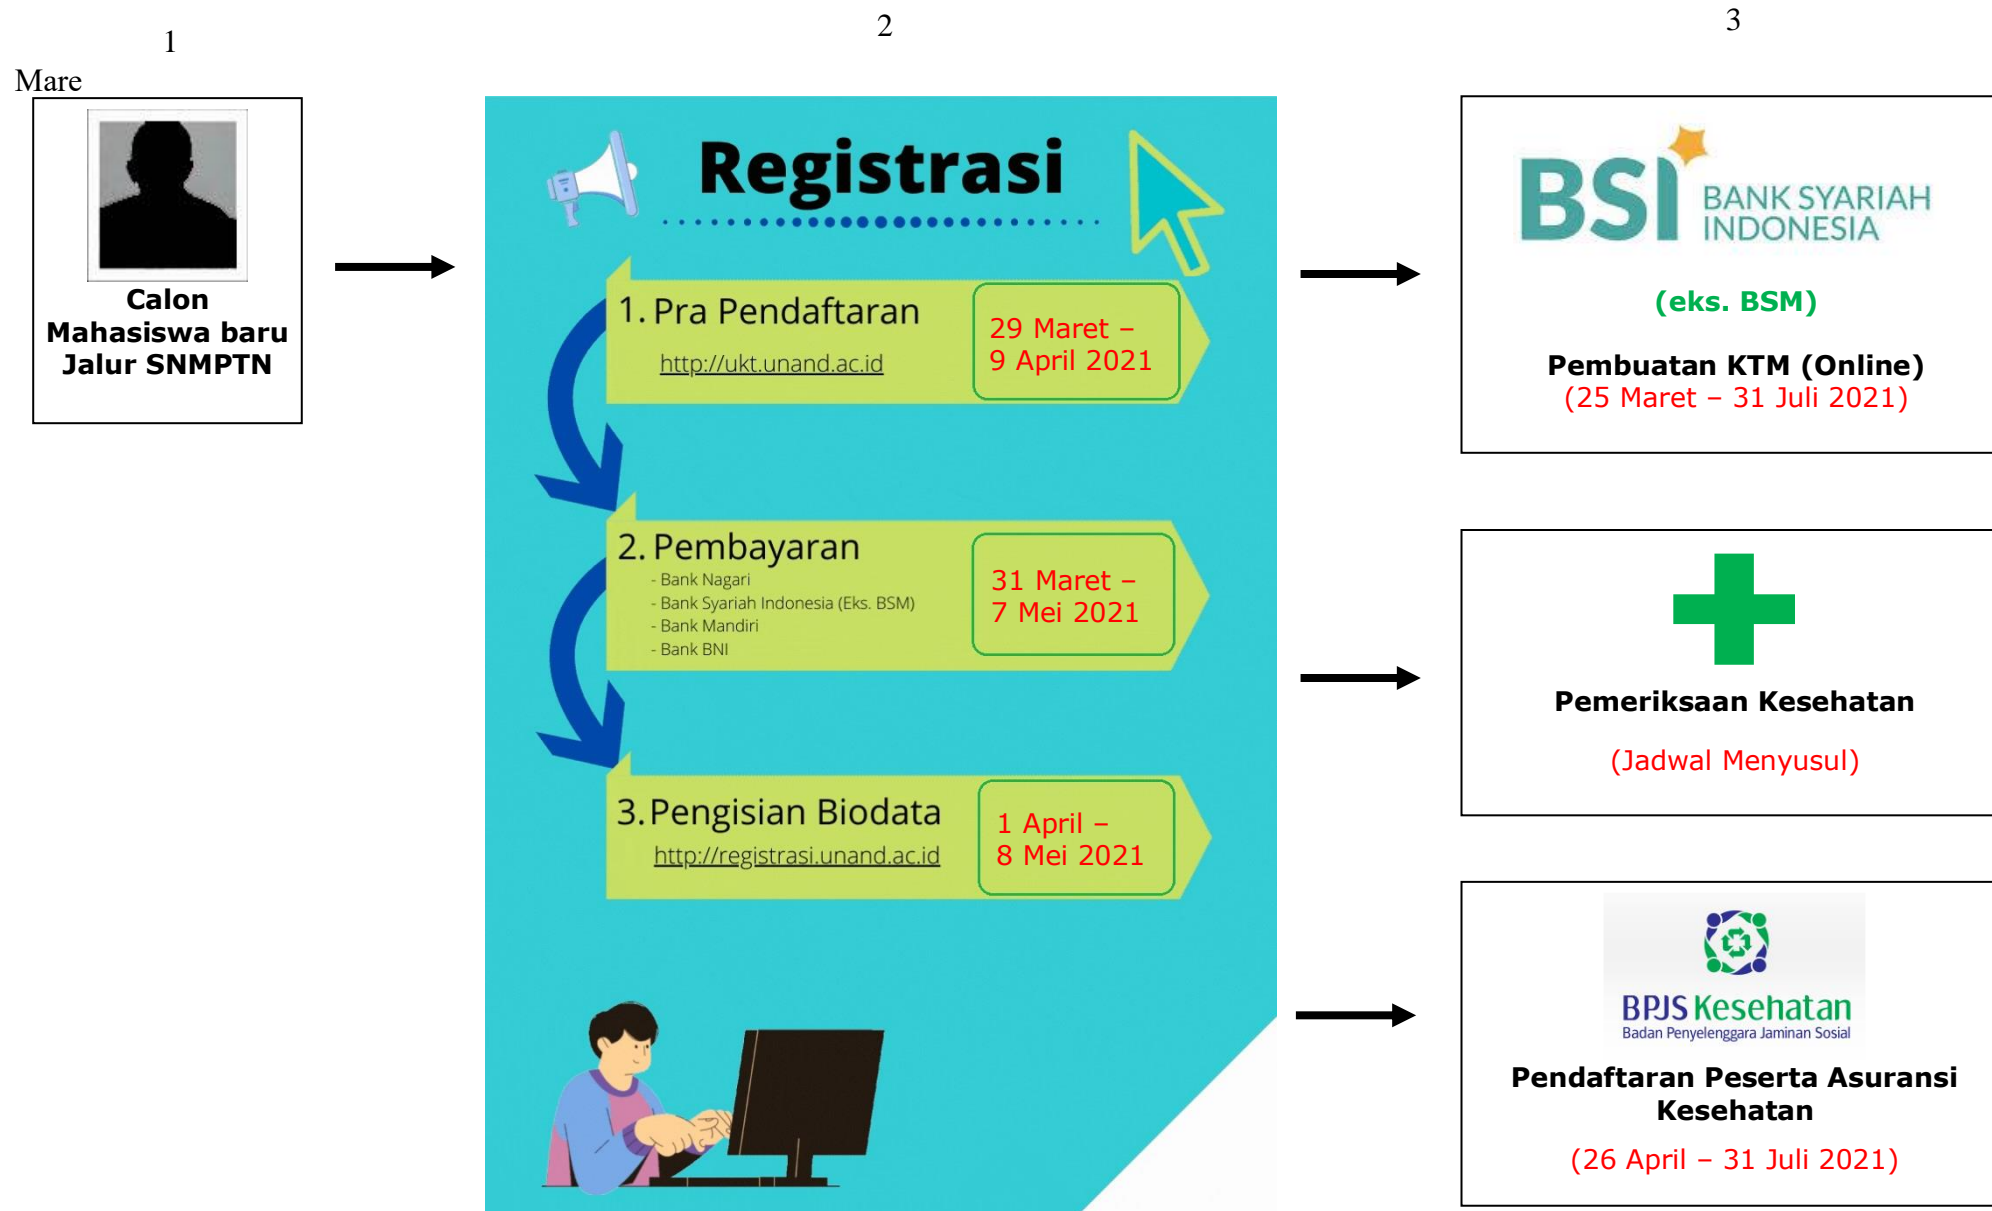 1
2
3
Mare
Calon
Mahasiswa baru
Jalur SNMPTN
Registrasi
1. Pra Pendaftaran
http://ukt.unand.ac.id
29 Maret –
9 April 2021
2. Pembayaran
- Bank Nagari
- Bank Syariah Indonesia (Eks. BSM)
- Bank Mandiri
- Bank BNI
31 Maret –
7 Mei 2021
3. Pengisian Biodata
http://registrasi.unand.ac.id
1 April –
8 Mei 2021
BSI BANK SYARIAH
INDONESIA
(eks. BSM)
Pembuatan KTM (Online)
(25 Maret – 31 Juli 2021)
Pemeriksaan Kesehatan
(Jadwal Menyusul)
BPJS Kesehatan
Badan Penyelenggara Jaminan Sosial
Pendaftaran Peserta Asuransi
Kesehatan
(26 April – 31 Juli 2021)